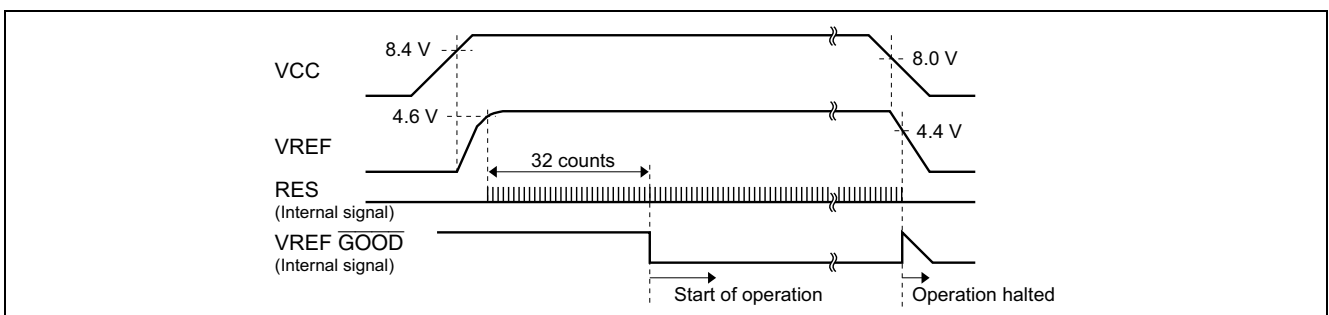 8.4 V
VCC
8.0 V
4.6 V
VREF
4.4 V
32 counts
RES
(Internal signal)
VREF GOOD
(Internal signal)
Start of operation
Operation halted